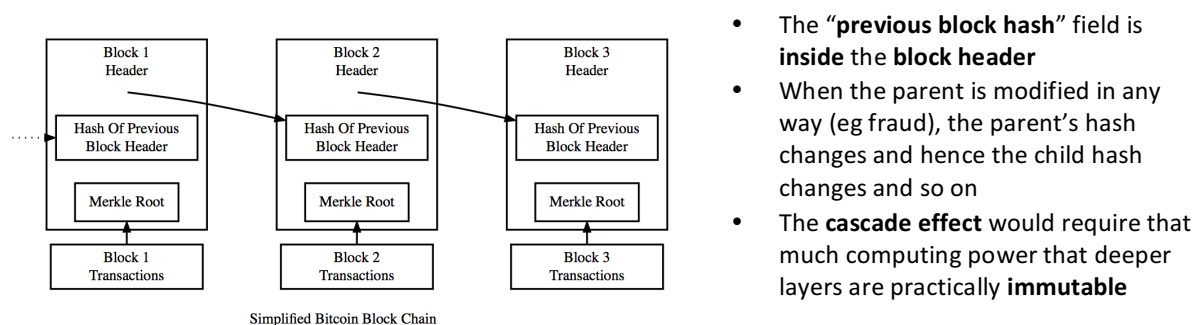 Block 1
Header
Hash Of Previous
Block Header
Merkle Root
Block 1
Transactions
Block 2
Header
Hash Of Previous
Block Header
Merkle Root
Block 2
Transactions
Block 3
Header
Hash Of Previous
Block Header
Merkle Root
Block 3
Transactions
Simplified Bitcoin Block Chain
• The “previous block hash” field is
inside the block header
• When the parent is modified in any
way (eg fraud), the parent’s hash
changes and hence the child hash
changes and so on
• The cascade effect would require that
much computing power that deeper
layers are practically immutable